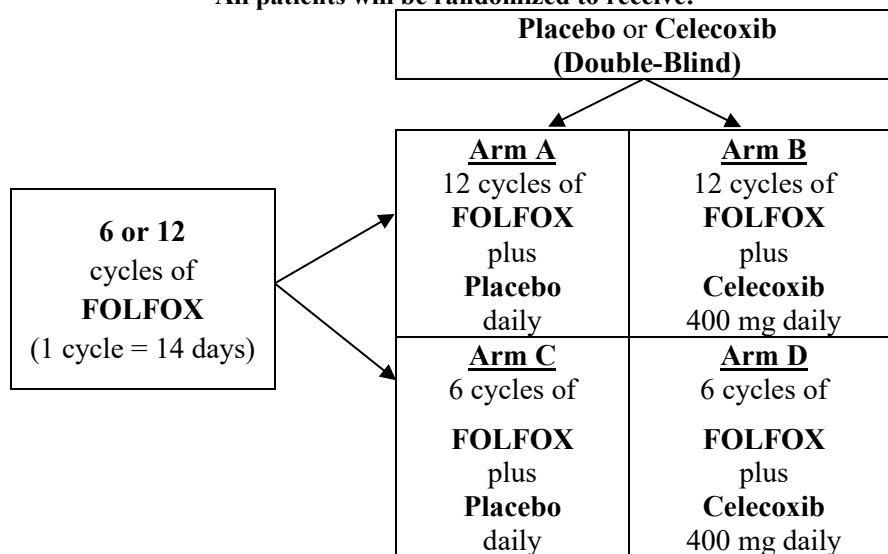 All patients will be randomized to receive:
Placebo or Celecoxib
(Double-Blind)
6 or 12
cycles of
FOLFOX
(1 cycle = 14 days)
Arm A
12 cycles of
FOLFOX
plus
Placebo
daily
Arm B
12 cycles of
FOLFOX
plus
Celecoxib
400 mg daily
Arm C
6 cycles of
FOLFOX
plus
Placebo
daily
Arm D
6 cycles of
FOLFOX
plus
Celecoxib
400 mg daily